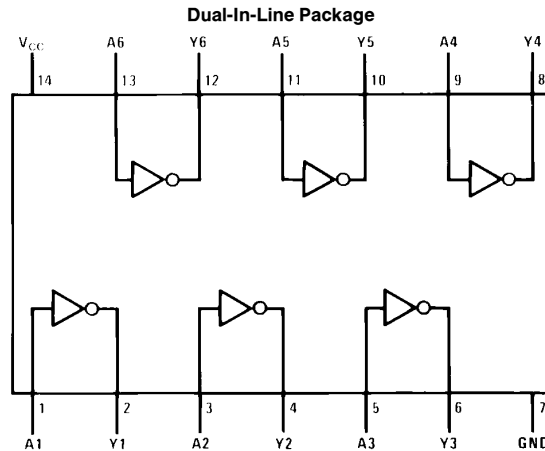 Dual-In-Line Package
VCC A6 Y6 A5 Y5 A4 Y4
14 13 12 11 10 9 8
1 2 3 4 5 6 7
A1 Y1 A2 Y2 A3 Y3 GND